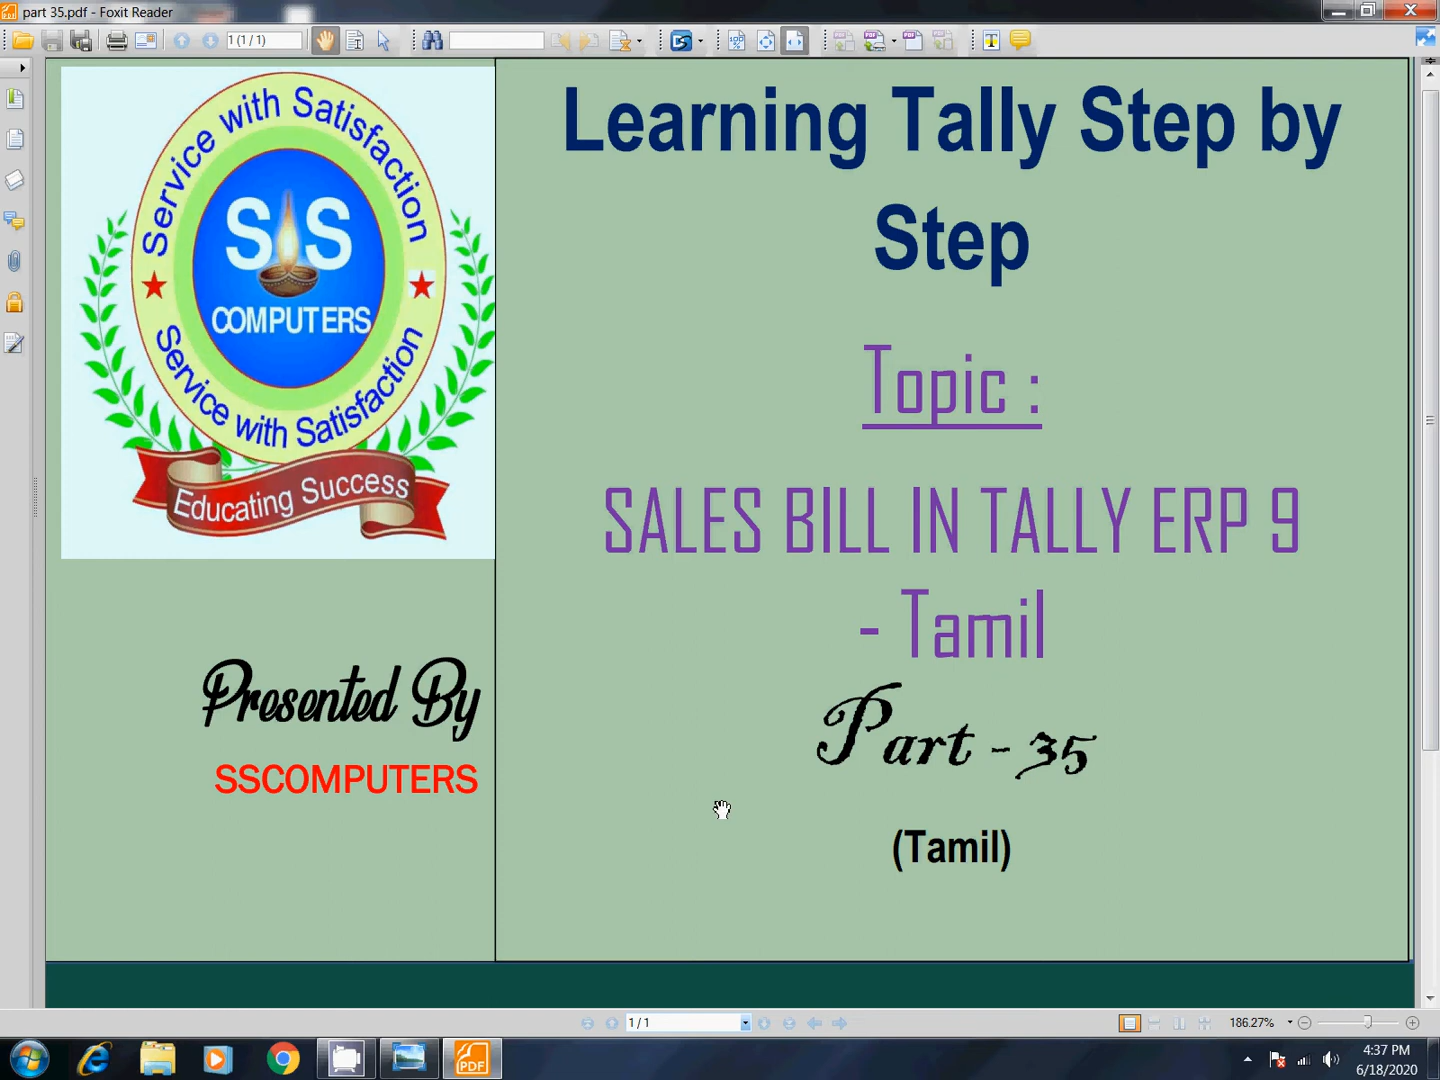 part 35.pdf - Foxit Reader
1 (1 / 1)
Service with Satisfaction
S S
COMPUTERS
Service with Satisfaction
Educating Success
Presented By
SSCOMPUTERS
Learning Tally Step by
Step
Topic :
SALES BILL IN TALLY ERP 9
- Tamil
Part - 35
(Tamil)
1 / 1
186.27%
PDF
4:37 PM
6/18/2020